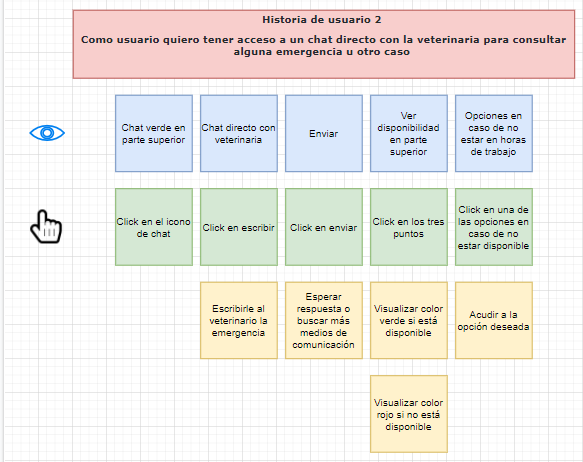 Historia de usuario 2
Como usuario quiero tener acceso a un chat directo con la veterinaria para consultar
alguna emergencia u otro caso
Chat verde en
parte superior
Chat directo con
veterinaria
Enviar
Ver
disponibilidad
en parte
superior
Opciones en
caso de no
estar en horas
de trabajo
Click en el icono
de chat
Click en escribir
Click en enviar
Click en los tres
puntos
Click en una de
las opciones en
caso de no
estar disponible
Escribirle al
veterinario la
emergencia
Esperar
respuesta o
buscar más
medios de
comunicación
Visualizar color
verde si está
disponible
Acudir a la
opción deseada
Visualizar color
rojo si no está
disponible